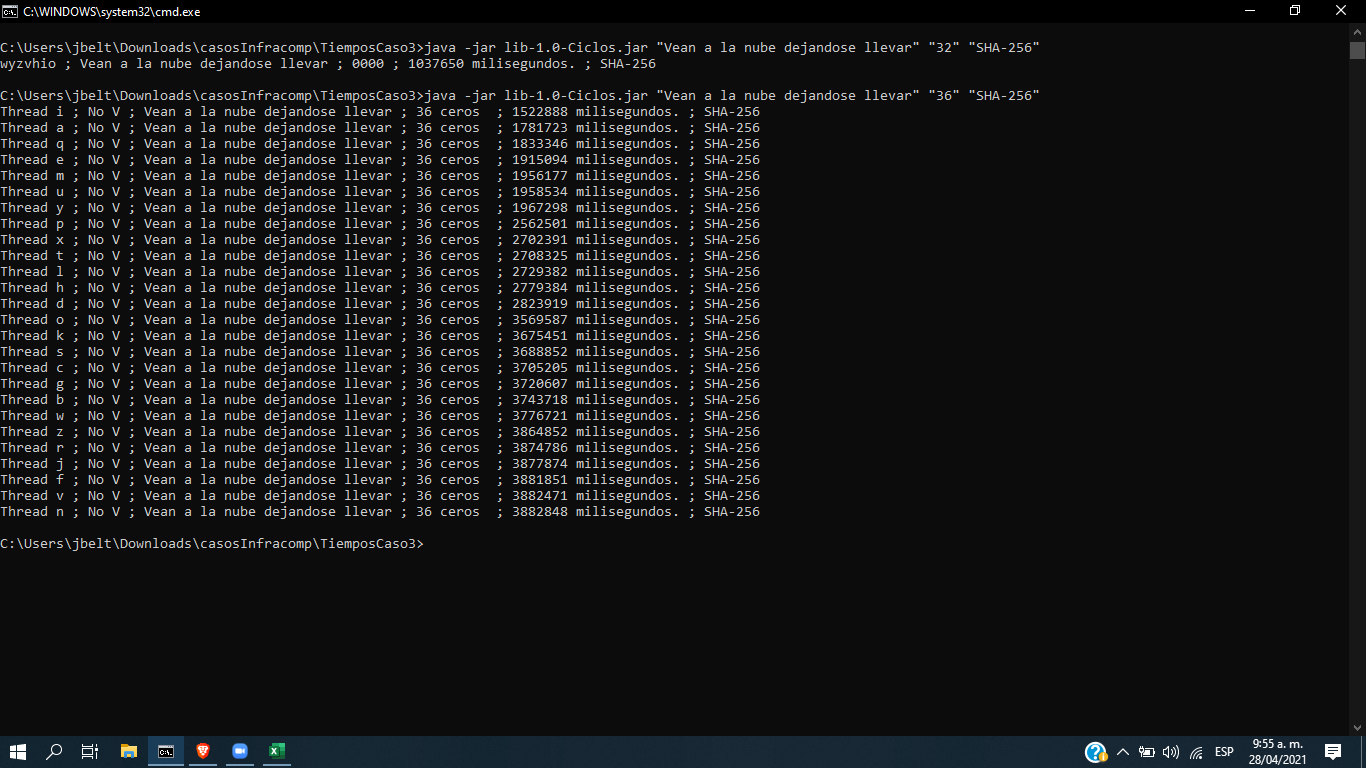 C:\WINDOWS\system32\cmd.exe
C:\Users\jbelt\Downloads\casosInfracomp\TiemposCaso3>java -jar lib-1.0-Ciclos.jar "Vean a la nube dejandose llevar" "32" "SHA-256"
wyzvhio ; Vean a la nube dejandose llevar ; 0000 ; 1037650 milisegundos. ; SHA-256
C:\Users\jbelt\Downloads\casosInfracomp\TiemposCaso3>java -jar lib-1.0-Ciclos.jar "Vean a la nube dejandose llevar" "36" "SHA-256"
Thread i ; No V ; Vean a la nube dejandose llevar ; 36 ceros  ; 1522888 milisegundos. ; SHA-256
Thread a ; No V ; Vean a la nube dejandose llevar ; 36 ceros  ; 1781723 milisegundos. ; SHA-256
Thread q ; No V ; Vean a la nube dejandose llevar ; 36 ceros  ; 1833346 milisegundos. ; SHA-256
Thread e ; No V ; Vean a la nube dejandose llevar ; 36 ceros  ; 1915094 milisegundos. ; SHA-256
Thread m ; No V ; Vean a la nube dejandose llevar ; 36 ceros  ; 1956177 milisegundos. ; SHA-256
Thread u ; No V ; Vean a la nube dejandose llevar ; 36 ceros  ; 1958534 milisegundos. ; SHA-256
Thread y ; No V ; Vean a la nube dejandose llevar ; 36 ceros  ; 1967298 milisegundos. ; SHA-256
Thread p ; No V ; Vean a la nube dejandose llevar ; 36 ceros  ; 2562501 milisegundos. ; SHA-256
Thread x ; No V ; Vean a la nube dejandose llevar ; 36 ceros  ; 2702391 milisegundos. ; SHA-256
Thread t ; No V ; Vean a la nube dejandose llevar ; 36 ceros  ; 2708325 milisegundos. ; SHA-256
Thread l ; No V ; Vean a la nube dejandose llevar ; 36 ceros  ; 2729382 milisegundos. ; SHA-256
Thread h ; No V ; Vean a la nube dejandose llevar ; 36 ceros  ; 2779384 milisegundos. ; SHA-256
Thread d ; No V ; Vean a la nube dejandose llevar ; 36 ceros  ; 2823919 milisegundos. ; SHA-256
Thread o ; No V ; Vean a la nube dejandose llevar ; 36 ceros  ; 3569587 milisegundos. ; SHA-256
Thread k ; No V ; Vean a la nube dejandose llevar ; 36 ceros  ; 3675451 milisegundos. ; SHA-256
Thread s ; No V ; Vean a la nube dejandose llevar ; 36 ceros  ; 3688852 milisegundos. ; SHA-256
Thread c ; No V ; Vean a la nube dejandose llevar ; 36 ceros  ; 3705205 milisegundos. ; SHA-256
Thread g ; No V ; Vean a la nube dejandose llevar ; 36 ceros  ; 3720607 milisegundos. ; SHA-256
Thread b ; No V ; Vean a la nube dejandose llevar ; 36 ceros  ; 3743718 milisegundos. ; SHA-256
Thread w ; No V ; Vean a la nube dejandose llevar ; 36 ceros  ; 3776721 milisegundos. ; SHA-256
Thread z ; No V ; Vean a la nube dejandose llevar ; 36 ceros  ; 3864852 milisegundos. ; SHA-256
Thread r ; No V ; Vean a la nube dejandose llevar ; 36 ceros  ; 3874786 milisegundos. ; SHA-256
Thread j ; No V ; Vean a la nube dejandose llevar ; 36 ceros  ; 3877874 milisegundos. ; SHA-256
Thread f ; No V ; Vean a la nube dejandose llevar ; 36 ceros  ; 3881851 milisegundos. ; SHA-256
Thread v ; No V ; Vean a la nube dejandose llevar ; 36 ceros  ; 3882471 milisegundos. ; SHA-256
Thread n ; No V ; Vean a la nube dejandose llevar ; 36 ceros  ; 3882848 milisegundos. ; SHA-256
C:\Users\jbelt\Downloads\casosInfracomp\TiemposCaso3>
ESP
9:55 a. m.
28/04/2021